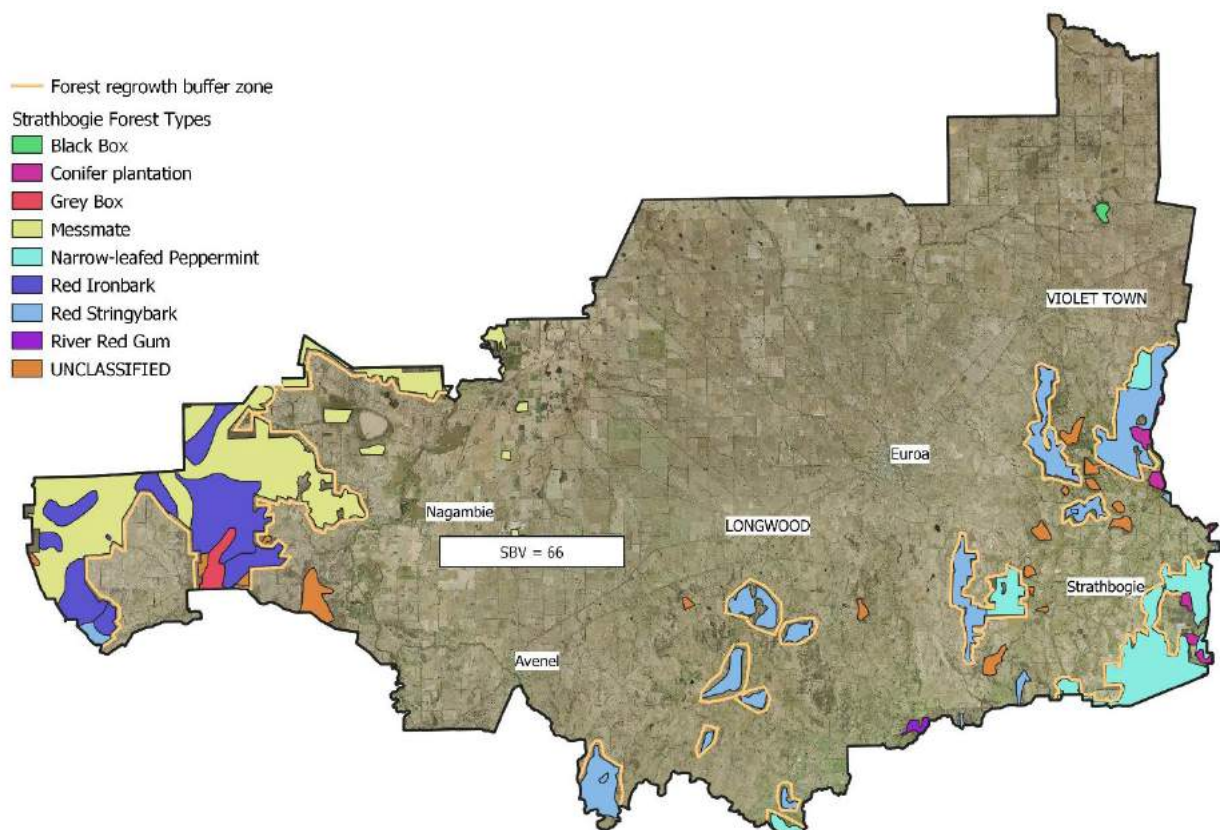 Forest regrowth buffer zone
Strathbogie Forest Types
Black Box
Conifer plantation
Grey Box
Messmate
Narrow-leafed Peppermint
Red Ironbark
Red Stringybark
River Red Gum
UNCLASSIFIED
VIOLET TOWN
Euroa
Nagambie
LONGWOOD
SBV = 66
Strathbogie
Avenel